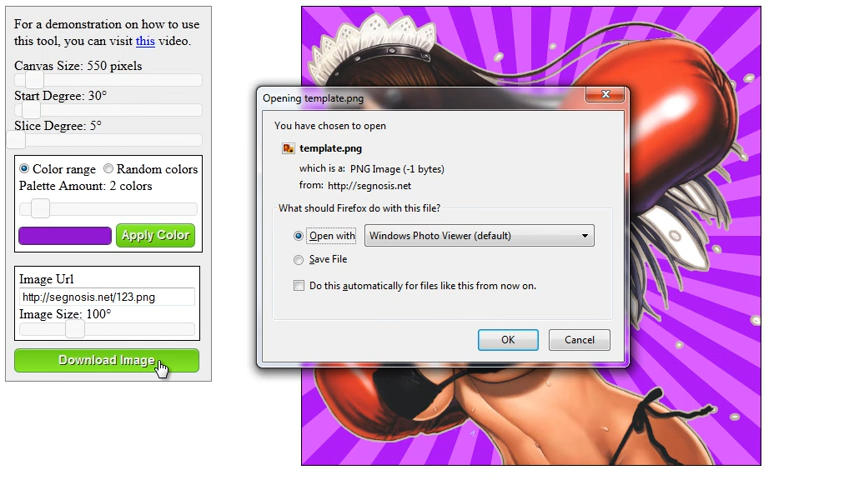 For a demonstration on how to use
this tool, you can visit this video.
Canvas Size: 550 pixels
Start Degree: 30°
Slice Degree: 5°
Color range Random colors
Palette Amount: 2 colors
Apply Color
Image Url
http://segnosis.net/123.png
Image Size: 100°
Download Image
Opening template.png
You have chosen to open
template.png
which is a: PNG Image (-1 bytes)
from: http://segnosis.net
What should Firefox do with this file?
Open with Windows Photo Viewer (default)
Save File
Do this automatically for files like this from now on.
OK Cancel